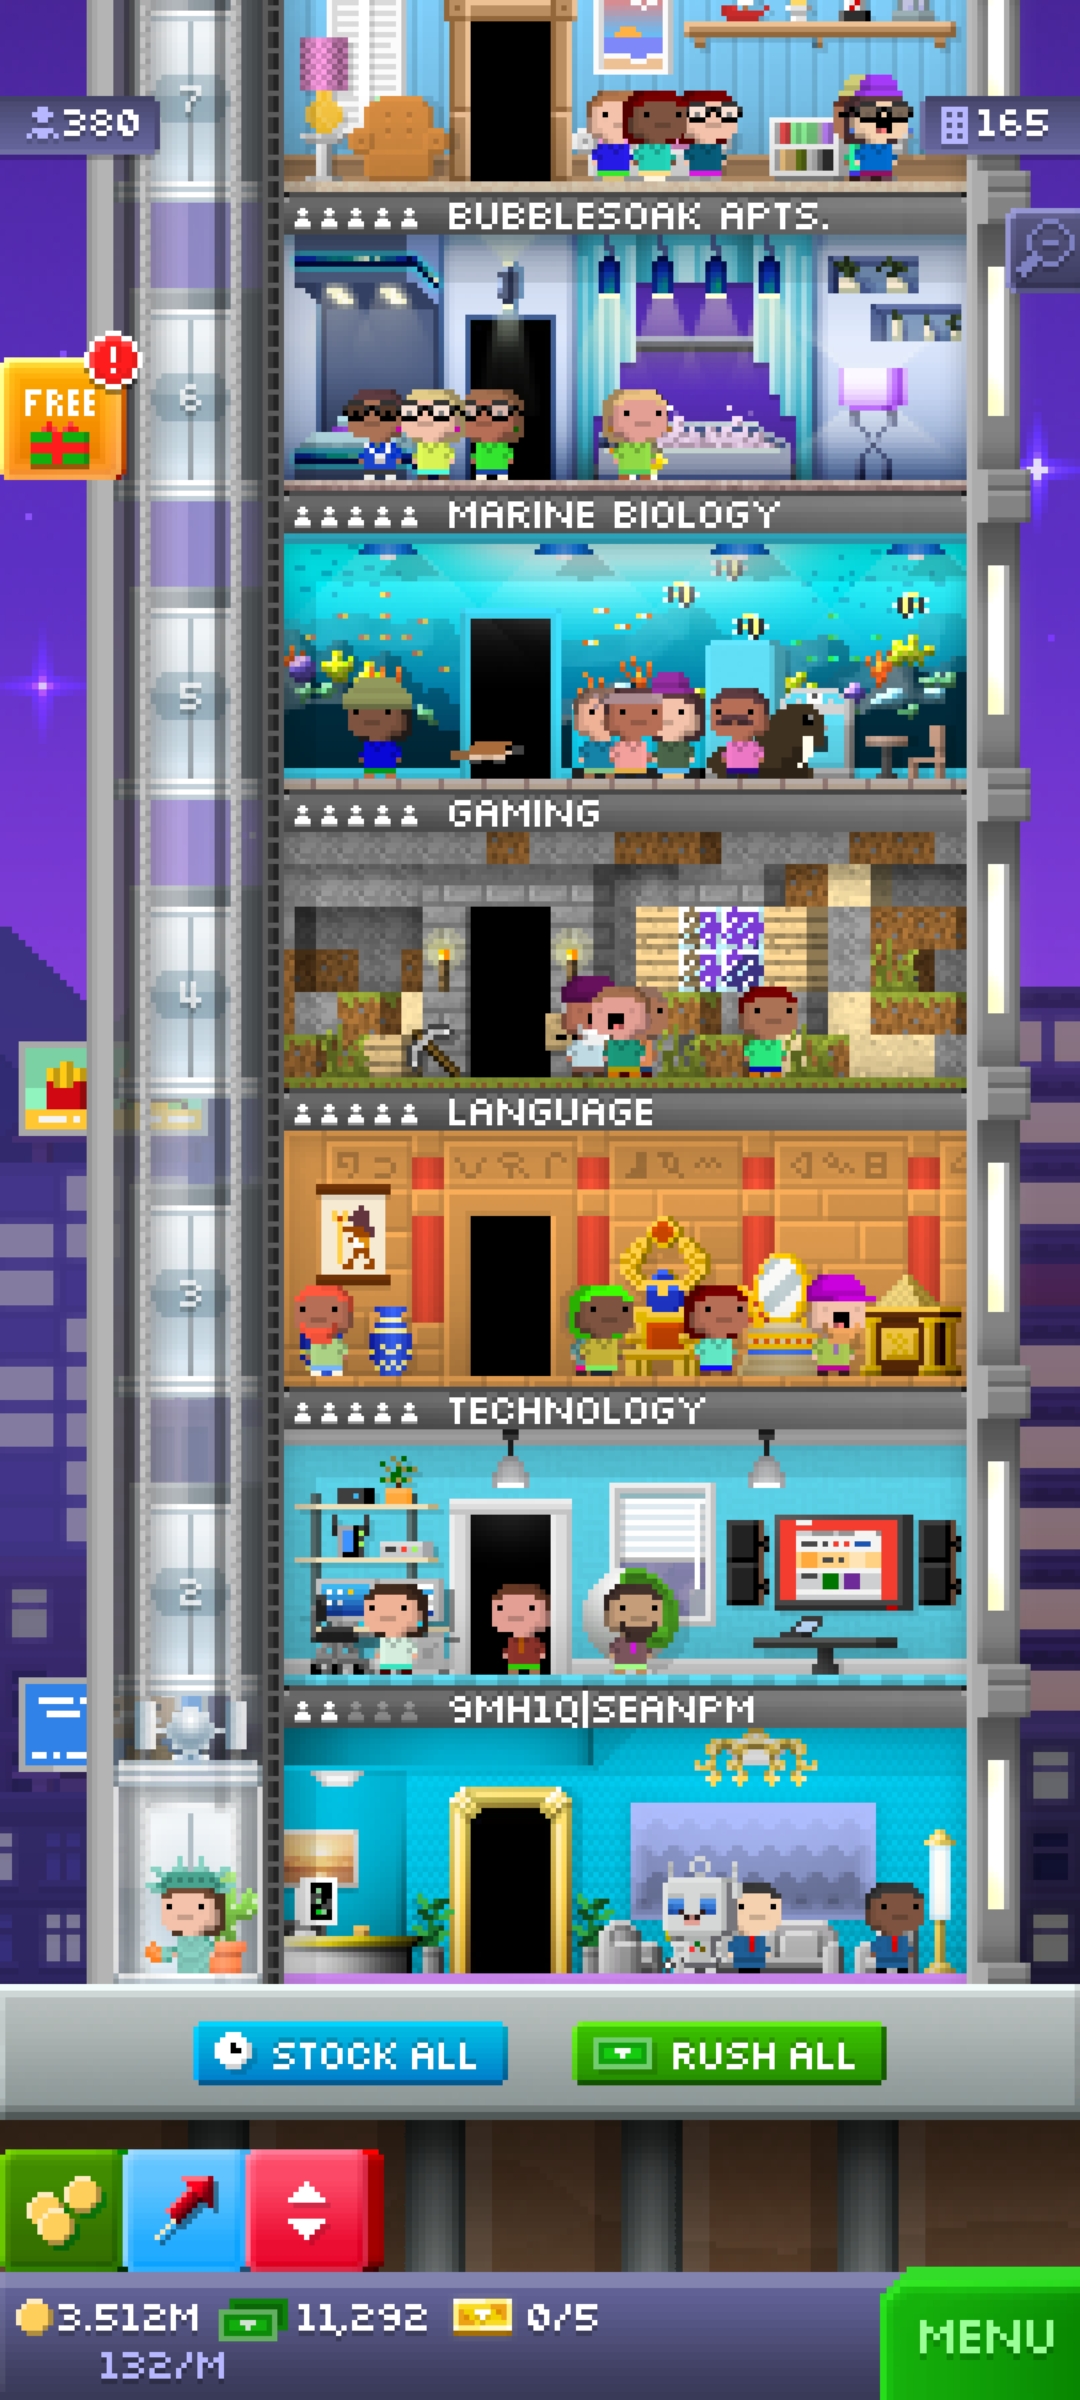 7
380
165
BUBBLESOAK APTS.
FREE
!
6
MARINE BIOLOGY
5
GAMING
4
LANGUAGE
3
TECHNOLOGY
2
9MH1Q|SEANPM
STOCK ALL
RUSH ALL
3.512M
11,292
0/5
132/M
MENU